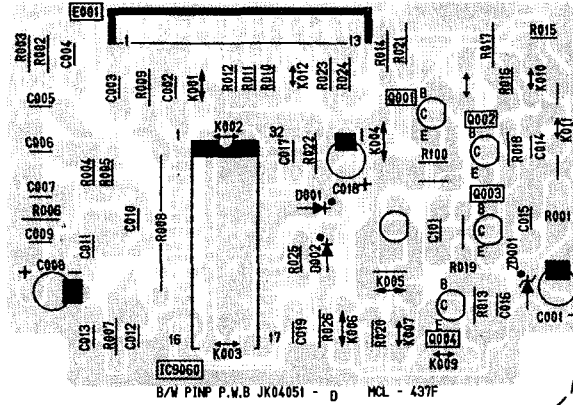 E001
1 13
R003 R002 C004 C003 R009 C002 K001 R012 R011 R010 K012 R023 R024 R014 R021 R017 R015
R016 K010
C005
Q001 B C E
Q002 B C E
K002
1 32
C017 R022 K004 R018 C014
C006
R100
R004
C018 +
C007
Q003 B C E
D001
R006
C010 R008
C101 C015 R001
C009
C011
R025 D002
R019 ZD001
+ C008 -
K005
B C E R013 C016 C001 -
C013 R007 C012 16 17 C019 R026 K006 R020 K007
K003
Q004
K009
IC9060
B/W PINP P.W.B JK04051 - D MCL - 437F